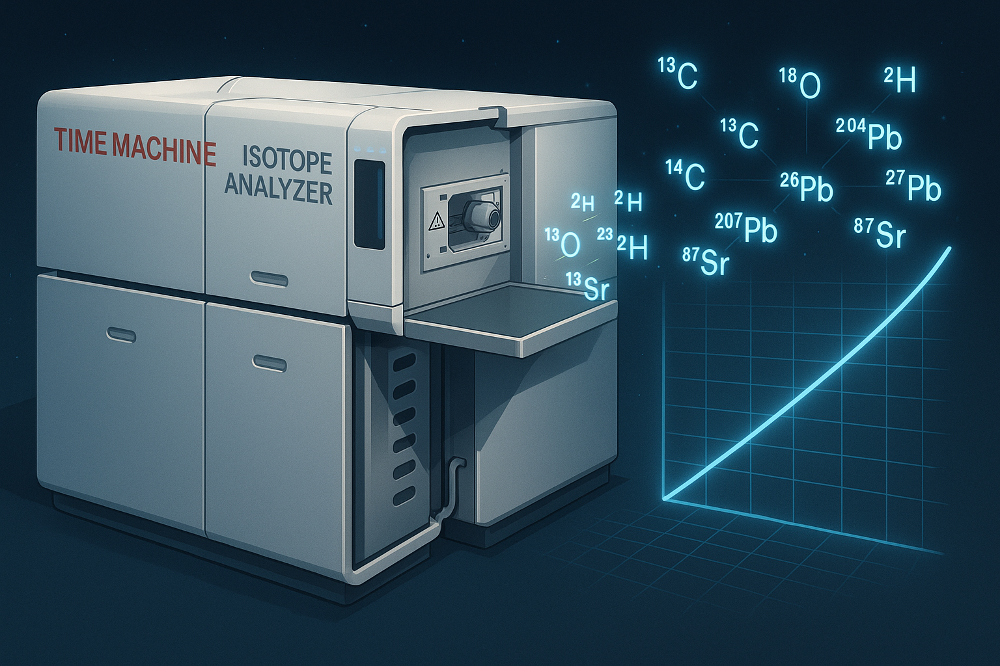 TIME MACHINE
ISOTOPE
ANALYZER
¹³C
¹⁸O
²H
¹³C
²⁰⁴Pb
¹⁴C
²⁶Pb
²⁷Pb
²H
²H
²⁰⁷Pb
⁸⁷Sr
¹³O
²³
²H
⁸⁷Sr
¹³Sr